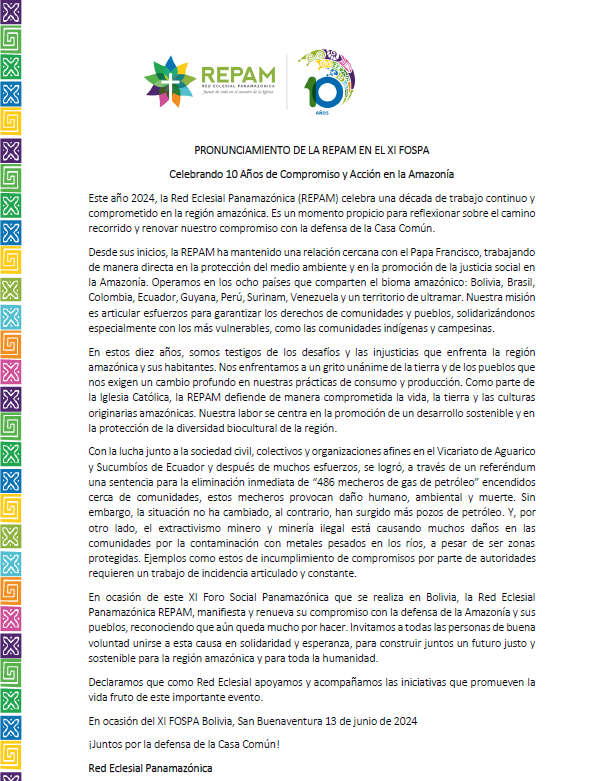 REPAM
RED ECLESIAL PANAMAZÓNICA
10
AÑOS
PRONUNCIAMIENTO DE LA REPAM EN EL XI FOSPA
Celebrando 10 Años de Compromiso y Acción en la Amazonía
Este año 2024, la Red Eclesial Panamazónica (REPAM) celebra una década de trabajo continuo y
comprometido en la región amazónica. Es un momento propicio para reflexionar sobre el camino
recorrido y renovar nuestro compromiso con la defensa de la Casa Común.
Desde sus inicios, la REPAM ha mantenido una relación cercana con el Papa Francisco, trabajando
de manera directa en la protección del medio ambiente y en la promoción de la justicia social en
la Amazonía. Operamos en los ocho países que comparten el bioma amazónico: Bolivia, Brasil,
Colombia, Ecuador, Guyana, Perú, Surinam, Venezuela y un territorio de ultramar. Nuestra misión
es articular esfuerzos para garantizar los derechos de comunidades y pueblos, solidarizándonos
especialmente con los más vulnerables, como las comunidades indígenas y campesinas.
En estos diez años, somos testigos de los desafíos y las injusticias que enfrenta la región
amazónica y sus habitantes. Nos enfrentamos a un grito unánime de la tierra y de los pueblos que
nos exigen un cambio profundo en nuestras prácticas de consumo y producción. Como parte de
la Iglesia Católica, la REPAM defiende de manera comprometida la vida, la tierra y las culturas
originarias amazónicas. Nuestra labor se centra en la promoción de un desarrollo sostenible y en
la protección de la diversidad biocultural de la región.
Con la lucha junto a la sociedad civil, colectivos y organizaciones afines en el Vicariato de Aguarico
y Sucumbíos de Ecuador y después de muchos esfuerzos, se logró, a través de un referéndum
una sentencia para la eliminación inmediata de “486 mecheros de gas de petróleo” encendidos
cerca de comunidades, estos mecheros provocan daño humano, ambiental y muerte. Sin
embargo, la situación no ha cambiado, al contrario, han surgido más pozos de petróleo. Y, por
otro lado, el extractivismo minero y minería ilegal está causando muchos daños en las
comunidades por la contaminación con metales pesados en los ríos, a pesar de ser zonas
protegidas. Ejemplos como estos de incumplimiento de compromisos por parte de autoridades
requieren un trabajo de incidencia articulado y constante.
En ocasión de este XI Foro Social Panamazónica que se realiza en Bolivia, la Red Eclesial
Panamazónica REPAM, manifiesta y renueva su compromiso con la defensa de la Amazonía y sus
pueblos, reconociendo que aún queda mucho por hacer. Invitamos a todas las personas de buena
voluntad unirse a esta causa en solidaridad y esperanza, para construir juntos un futuro justo y
sostenible para la región amazónica y para toda la humanidad.
Declaramos que como Red Eclesial apoyamos y acompañamos las iniciativas que promueven la
vida fruto de este importante evento.
En ocasión del XI FOSPA Bolivia, San Buenaventura 13 de junio de 2024
¡Juntos por la defensa de la Casa Común!
Red Eclesial Panamazónica